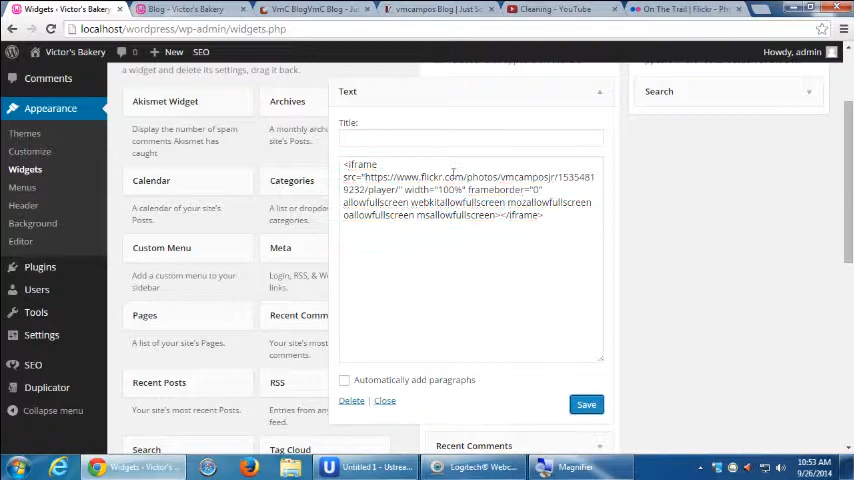 Widgets ‹ Victor's Bakery
Blog - Victor's Bakery
VmC BlogVmC Blog - Jus
vmcampos Blog | Just So
Cleaning - YouTube
On The Trail | Flickr - Ph
localhost/wordpress/wp-admin/widgets.php
Victor's Bakery
New
SEO
Howdy, admin
Comments
Appearance
Themes
Customize
Widgets
Menus
Header
Background
Editor
Plugins
Users
Tools
Settings
SEO
Duplicator
Collapse menu
a widget and delete its settings, drag it back.
Akismet Widget
Display the number of spam
comments Akismet has
caught
Archives
A monthly arch
site's Posts.
Calendar
A calendar of your site's
Posts.
Categories
A list or dropdo
categories.
Custom Menu
Add a custom menu to your
sidebar
Meta
Login, RSS, & W
links.
Pages
A list of your site's Pages.
Recent Comm
Your site's most
comments.
Recent Posts
Your site's most recent Posts.
RSS
Entries from an
feed.
Search
Tag Cloud
Text
Title:
<iframe
src="https://www.flickr.com/photos/vmcamposjr/1535481
9232/player/" width="100%" frameborder="0"
allowfullscreen webkitallowfullscreen mozallowfullscreen
oallowfullscreen msallowfullscreen></iframe>
Automatically add paragraphs
Delete | Close
Save
Recent Comments
Search
Untitled 1 - Ustrea...
Widgets ‹ Victor's ...
Logitech® Webc...
Magnifier
10:53 AM
9/26/2014